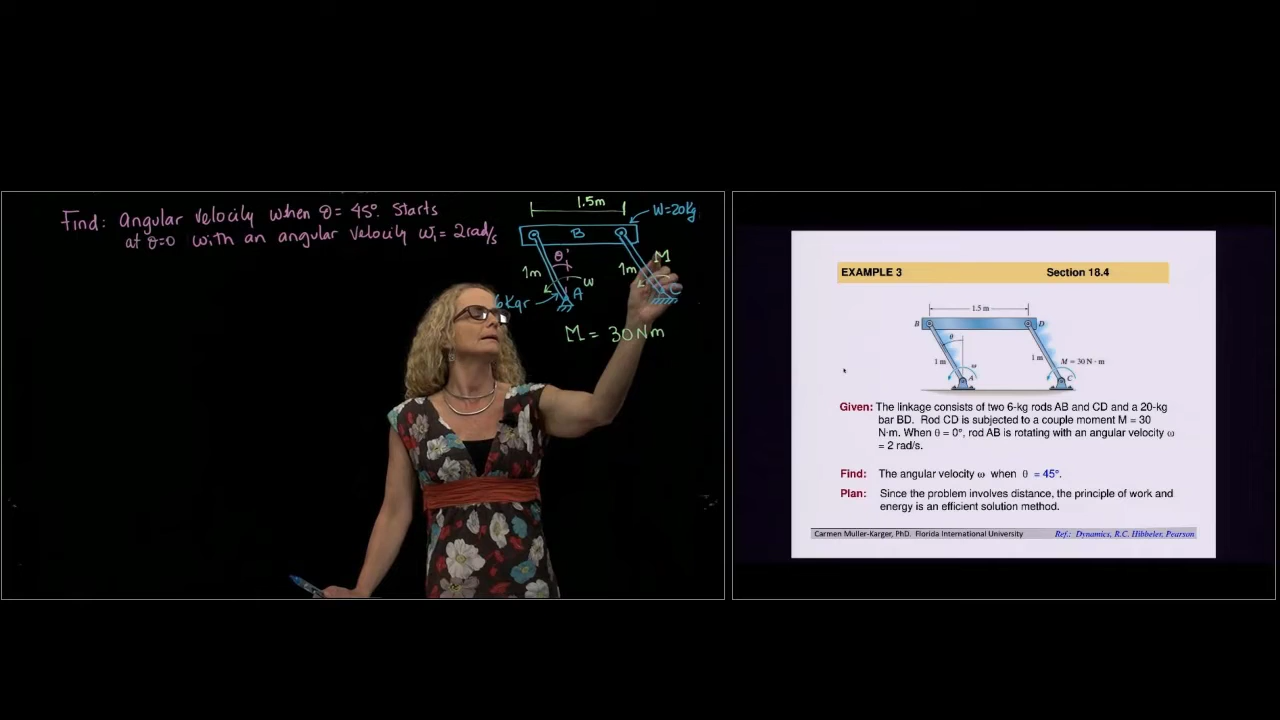 Find: Angular velocity when θ = 45°. Starts
at θ=0 with an angular velocity ω₁ = 2 rad/s
1.5m
W=20Kg
B
θ
1m
1m
M
ω
A
C
6Kgr
M = 30 Nm
EXAMPLE 3 Section 18.4
1.5 m
B
D
θ
1 m
1 m
M = 30 N · m
ω
A
C
Given: The linkage consists of two 6-kg rods AB and CD and a 20-kg
bar BD. Rod CD is subjected to a couple moment M = 30
N·m. When θ = 0°, rod AB is rotating with an angular velocity ω
= 2 rad/s.
Find: The angular velocity ω when θ = 45°.
Plan: Since the problem involves distance, the principle of work and
energy is an efficient solution method.
Carmen Muller-Karger, PhD. Florida International University Ref.: Dynamics, R.C. Hibbeler, Pearson